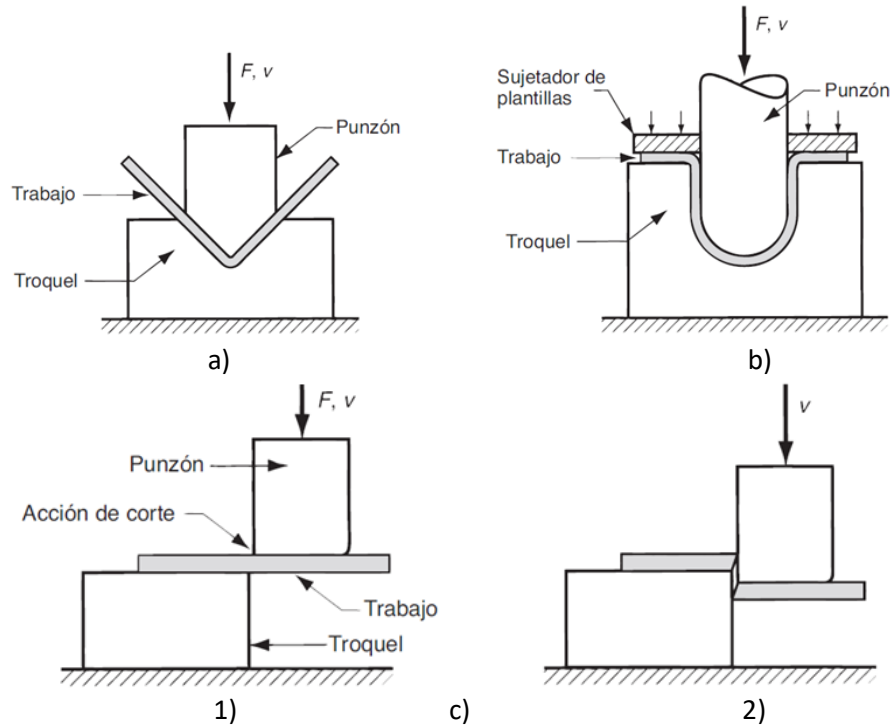 F, v
Punzón
Trabajo
Troquel
a)
F, v
Sujetador de
plantillas
Punzón
Trabajo
Troquel
b)
F, v
Punzón
Acción de corte
Trabajo
Troquel
1)
c)
v
2)